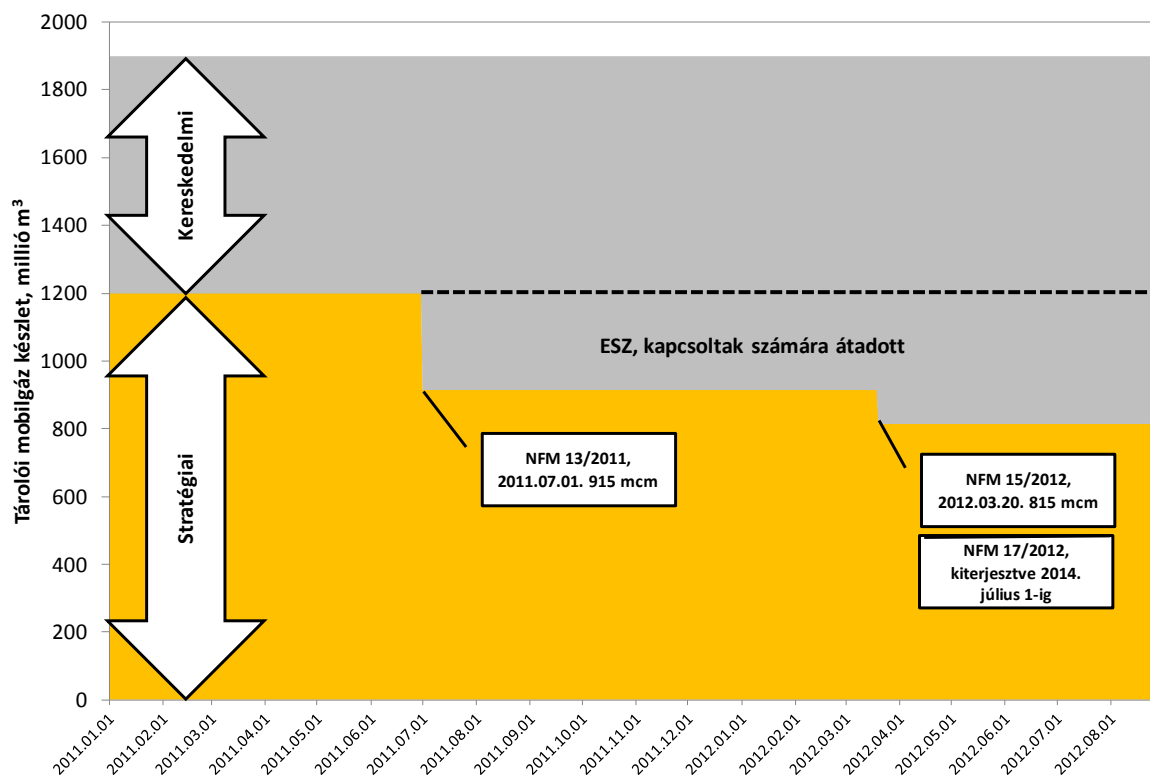 Tárolói mobilgáz készlet, millió m³
2000
1800
1600
1400
1200
1000
800
600
400
200
0
Kereskedelmi
Stratégiai
ESZ, kapcsoltak számára átadott
NFM 13/2011,
2011.07.01. 915 mcm
NFM 15/2012,
2012.03.20. 815 mcm
NFM 17/2012,
kiterjesztve 2014.
július 1-ig
2011.01.01
2011.02.01
2011.03.01
2011.04.01
2011.05.01
2011.06.01
2011.07.01
2011.08.01
2011.09.01
2011.10.01
2011.11.01
2011.12.01
2012.01.01
2012.02.01
2012.03.01
2012.04.01
2012.05.01
2012.06.01
2012.07.01
2012.08.01